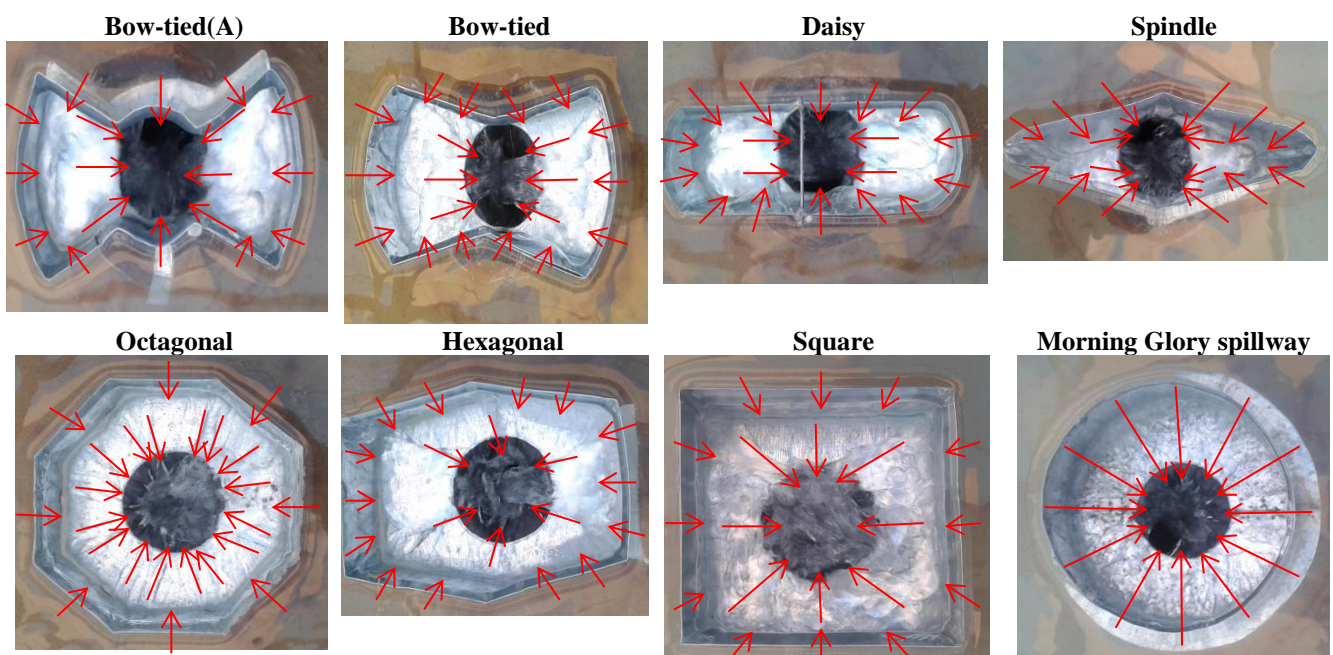 Bow-tied(A)
Bow-tied
Daisy
Spindle
Octagonal
Hexagonal
Square
Morning Glory spillway